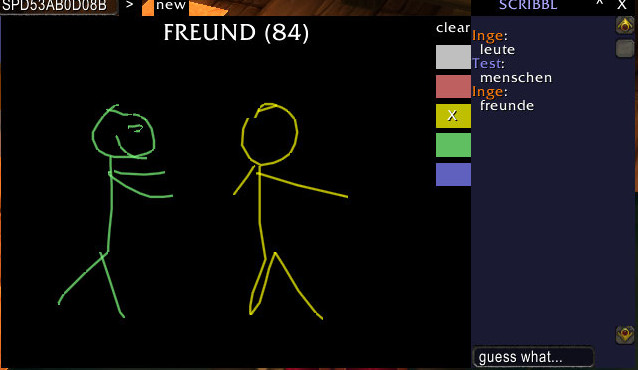 SPD53AB0D08B > new
SCRIBBL ^ X
FREUND (84)
clear
X
Inge:
leute
Test:
menschen
Inge:
freunde
guess what...